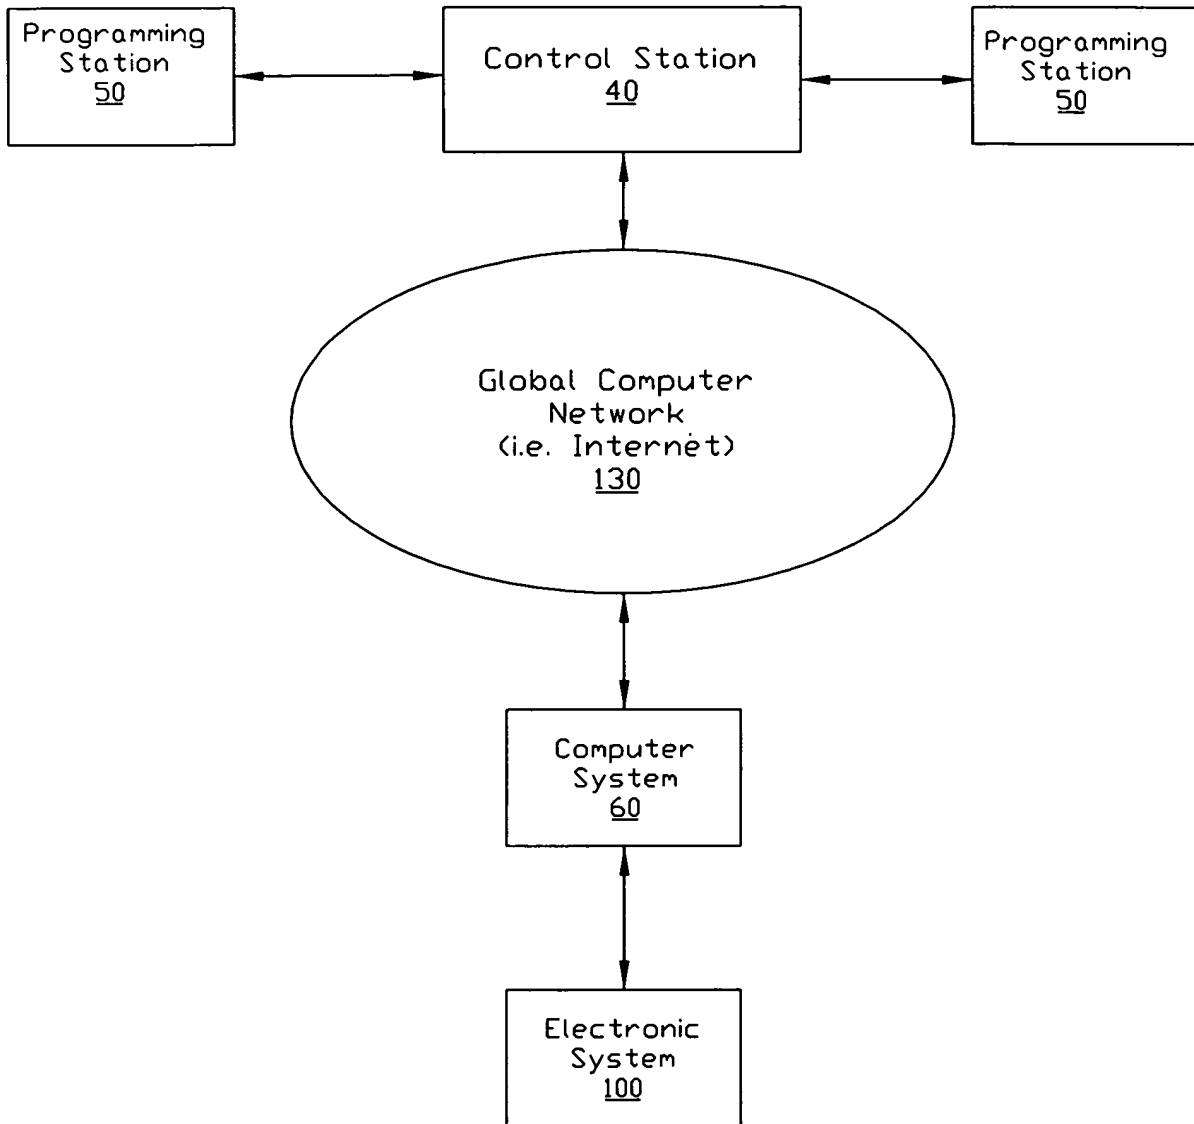 Programming
Station
50
Control Station
40
Programming
Station
50
Global Computer
Network
(i.e. Internet)
130
Computer
System
60
Electronic
System
100